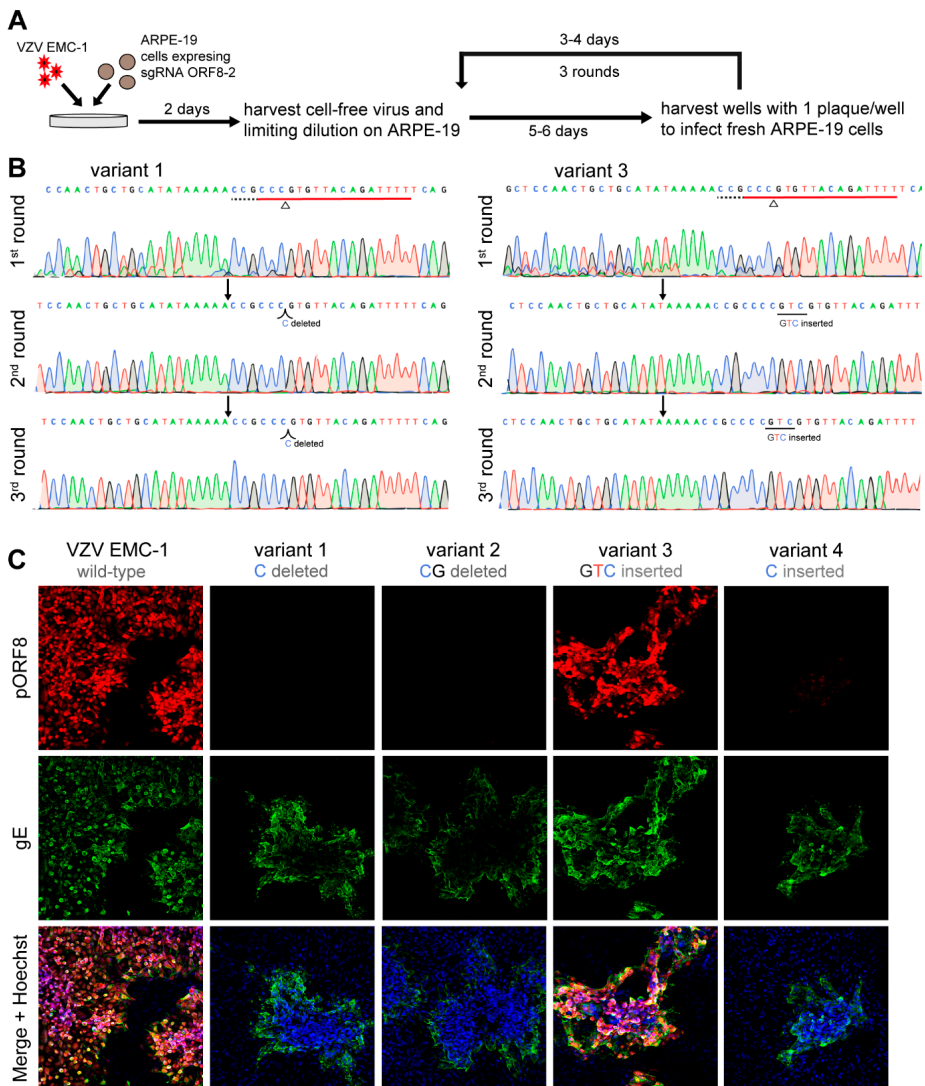 A
VZV EMC-1
ARPE-19
cells expresing
sgRNA ORF8-2
2 days
harvest cell-free virus and
limiting dilution on ARPE-19
3-4 days
3 rounds
5-6 days
harvest wells with 1 plaque/well
to infect fresh ARPE-19 cells
B
variant 1
CCAACTGCTGCATATAAAAACCGCCCGTGTTACAGATTTTTCAG
1st round
TCCAACTGCTGCATATAAAAACCGCCCGTGTTACAGATTTTTCAG
C deleted
2nd round
TCCAACTGCTGCATATAAAAACCGCCCGTGTTACAGATTTTTCAG
C deleted
3rd round
variant 3
GCTCCAACTGCTGCATATAAAAACCGCCCGTGTTACAGATTTTTCA
1st round
CTCCAACTGCTGCATATAAAAACCGCCCCGTCGTGTTACAGATTT
GTC inserted
2nd round
CTCCAACTGCTGCATATAAAAACCGCCCCGTCGTGTTACAGATTTT
GTC inserted
3rd round
C
VZV EMC-1
wild-type
variant 1
C deleted
variant 2
CG deleted
variant 3
GTC inserted
variant 4
C inserted
pORF8
gE
Merge + Hoechst